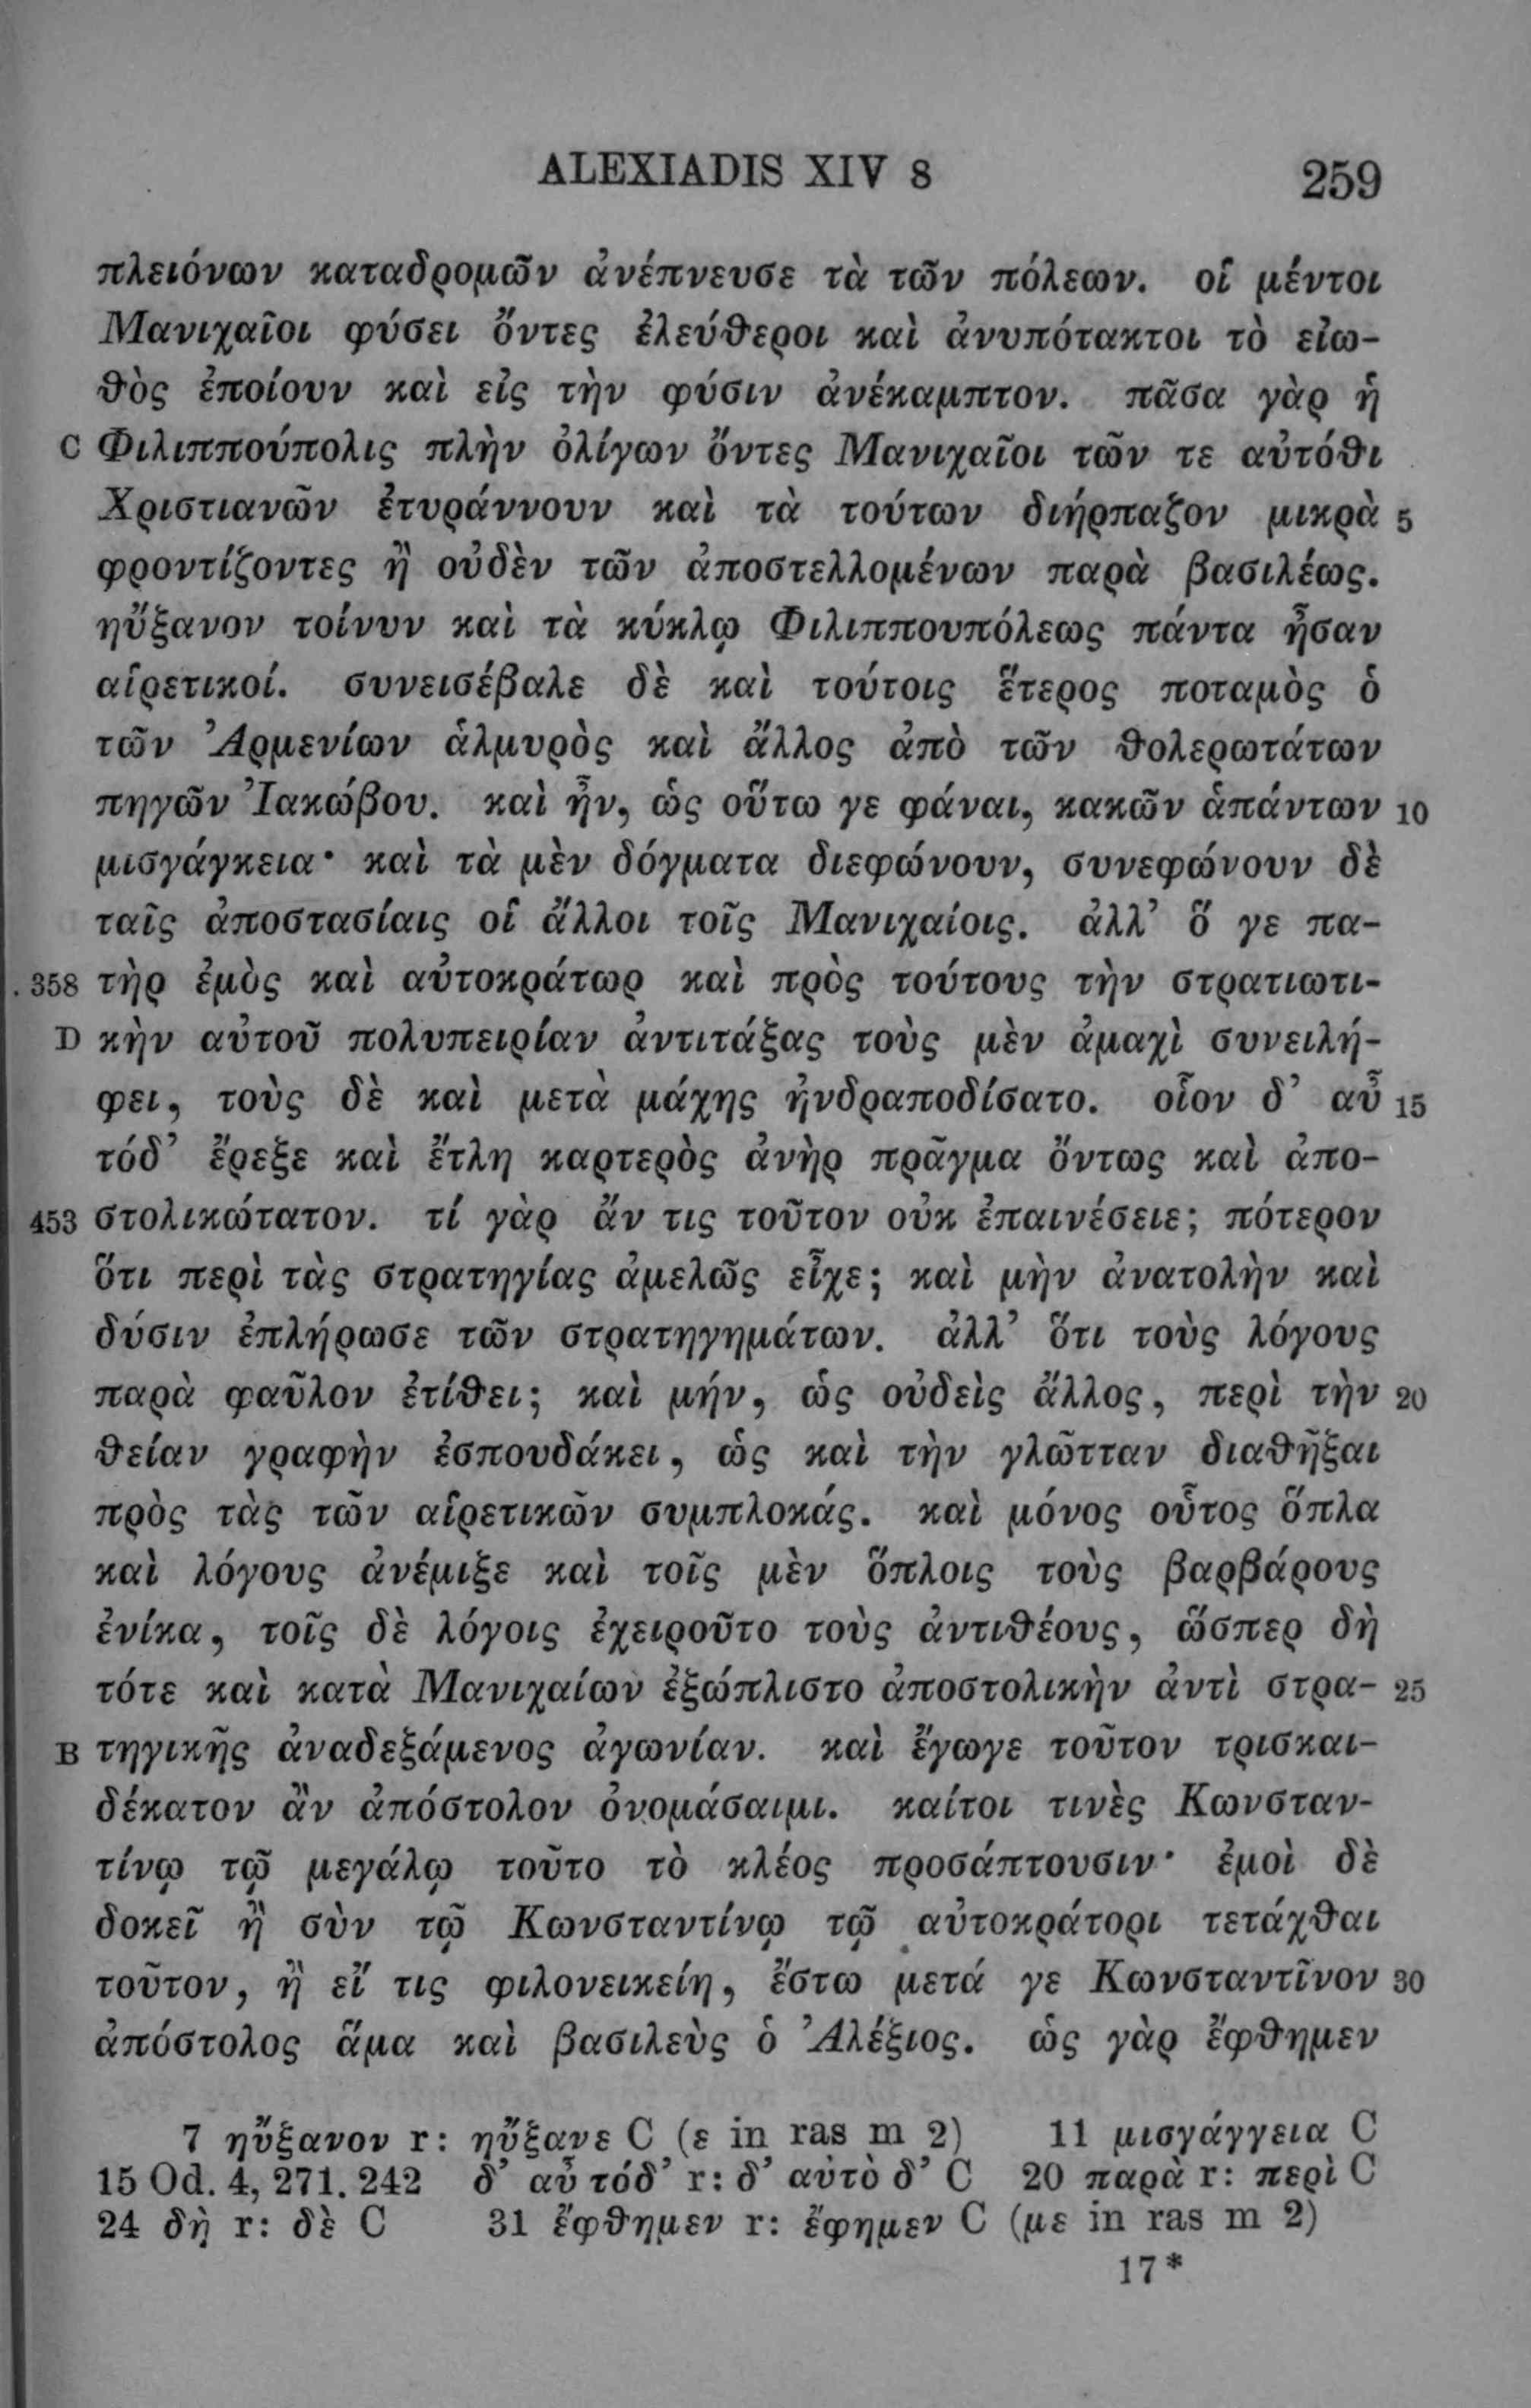 ALEXIADIS XIV 8 259
πλειόνων καταδρομῶν ἀνέπνευσε τὰ τῶν πόλεων. οἱ μέντοι
Μανιχαῖοι φύσει ὄντες ἐλεύθεροι καὶ ἀνυπότακτοι τὸ εἰω-
θὸς ἐποίουν καὶ εἰς τὴν φύσιν ἀνέκαμπτον. πᾶσα γὰρ ἡ
C Φιλιππούπολις πλὴν ὀλίγων ὄντες Μανιχαῖοι τῶν τε αὐτόθι
Χριστιανῶν ἐτυράννουν καὶ τὰ τούτων διήρπαζον μικρὰ 5
φροντίζοντες ἢ οὐδὲν τῶν ἀποστελλομένων παρὰ βασιλέως.
ηὔξανον τοίνυν καὶ τὰ κύκλῳ Φιλιππουπόλεως πάντα ἦσαν
αἱρετικοί. συνεισέβαλε δὲ καὶ τούτοις ἕτερος ποταμὸς ὁ
τῶν Ἀρμενίων ἁλμυρὸς καὶ ἄλλος ἀπὸ τῶν θολερωτάτων
πηγῶν Ἰακώβου. καὶ ἦν, ὡς οὕτω γε φάναι, κακῶν ἁπάντων 10
μισγάγκεια· καὶ τὰ μὲν δόγματα διεφώνουν, συνεφώνουν δὲ
ταῖς ἀποστασίαις οἱ ἄλλοι τοῖς Μανιχαίοις. ἀλλ’ ὅ γε πα-
. 358 τὴρ ἐμὸς καὶ αὐτοκράτωρ καὶ πρὸς τούτους τὴν στρατιωτι-
D κὴν αὐτοῦ πολυπειρίαν ἀντιτάξας τοὺς μὲν ἀμαχὶ συνειλή-
φει, τοὺς δὲ καὶ μετὰ μάχης ἠνδραποδίσατο. οἷον δ’ αὖ 15
τόδ’ ἔρεξε καὶ ἔτλη καρτερὸς ἀνὴρ πρᾶγμα ὄντως καὶ ἀπο-
453 στολικώτατον. τί γὰρ ἄν τις τοῦτον οὐκ ἐπαινέσειε; πότερον
ὅτι περὶ τὰς στρατηγίας ἀμελῶς εἶχε; καὶ μὴν ἀνατολὴν καὶ
δύσιν ἐπλήρωσε τῶν στρατηγημάτων. ἀλλ’ ὅτι τοὺς λόγους
παρὰ φαῦλον ἐτίθει; καὶ μήν, ὡς οὐδεὶς ἄλλος, περὶ τὴν 20
θείαν γραφὴν ἐσπουδάκει, ὡς καὶ τὴν γλῶτταν διαθῆξαι
πρὸς τὰς τῶν αἱρετικῶν συμπλοκάς. καὶ μόνος οὗτος ὅπλα
καὶ λόγους ἀνέμιξε καὶ τοῖς μὲν ὅπλοις τοὺς βαρβάρους
ἐνίκα, τοῖς δὲ λόγοις ἐχειροῦτο τοὺς ἀντιθέους, ὥσπερ δὴ
τότε καὶ κατὰ Μανιχαίων ἐξώπλιστο ἀποστολικὴν ἀντὶ στρα- 25
B τηγικῆς ἀναδεξάμενος ἀγωνίαν. καὶ ἔγωγε τοῦτον τρισκαι-
δέκατον ἂν ἀπόστολον ὀνομάσαιμι. καίτοι τινὲς Κωνσταν-
τίνῳ τῷ μεγάλῳ τοῦτο τὸ κλέος προσάπτουσιν· ἐμοὶ δὲ
δοκεῖ ἢ σὺν τῷ Κωνσταντίνῳ τῷ αὐτοκράτορι τετάχθαι
τοῦτον, ἢ εἴ τις φιλονεικείη, ἔστω μετά γε Κωνσταντῖνον 30
ἀπόστολος ἅμα καὶ βασιλεὺς ὁ Ἀλέξιος. ὡς γὰρ ἔφθημεν
7 ηὔξανον r: ηὔξανε C (ε in ras m 2) 11 μισγάγγεια C
15 Od. 4, 271. 242 δ’ αὖ τόδ’ r: δ’ αὐτὸ δ’ C 20 παρὰ r: περὶ C
24 δὴ r: δὲ C 31 ἔφθημεν r: ἔφημεν C (με in ras m 2)
17*